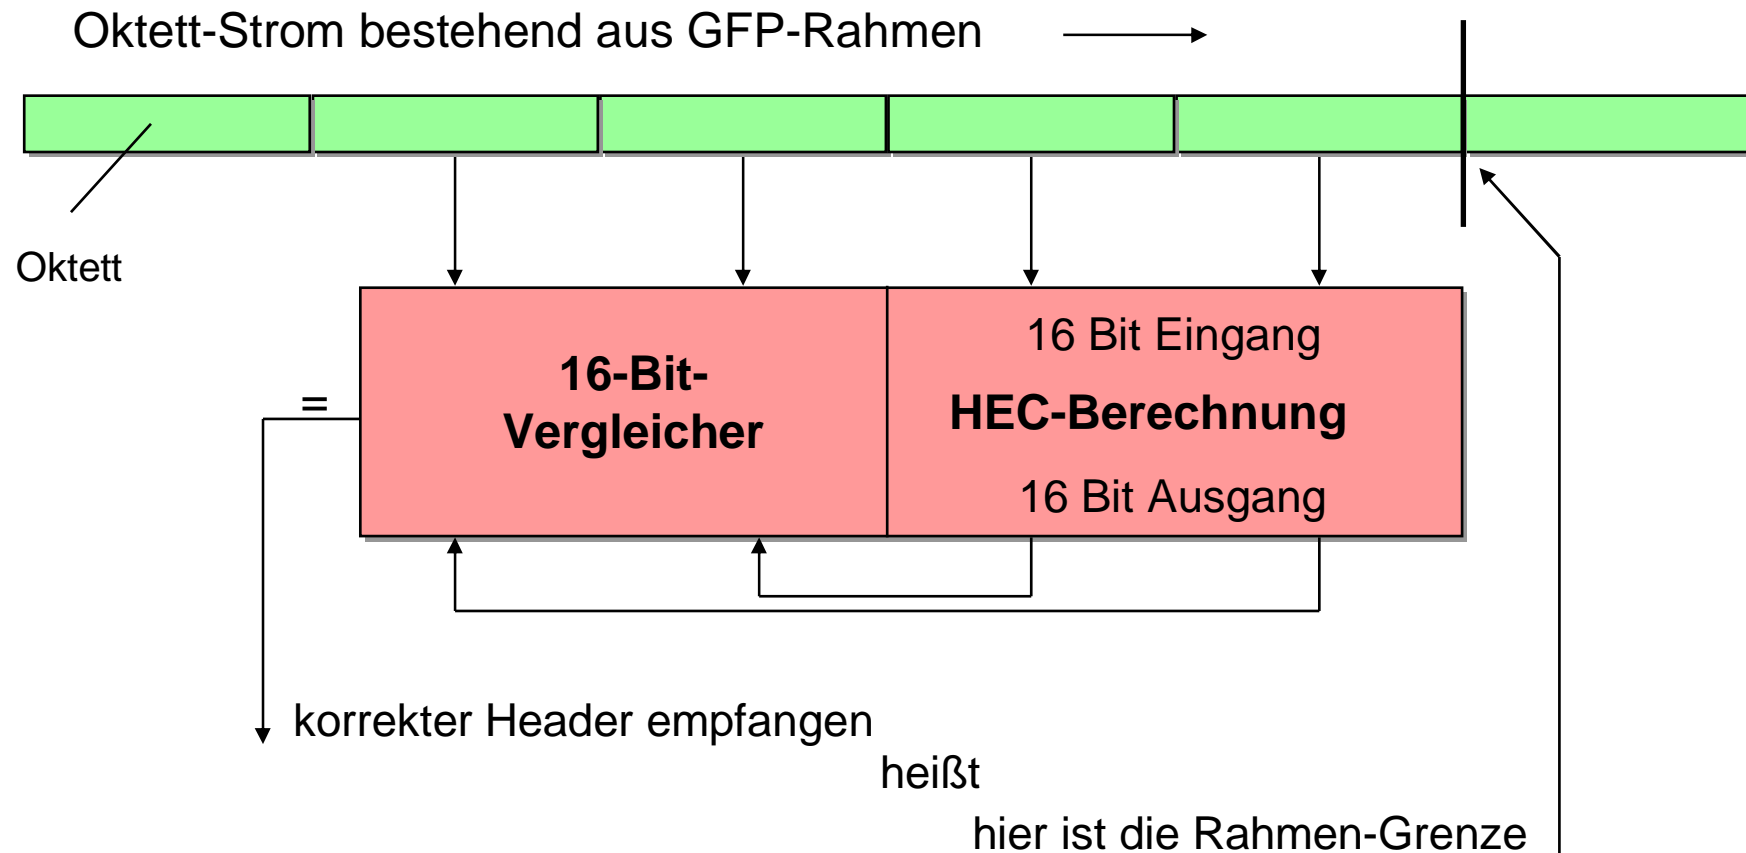 Oktett-Strom bestehend aus GFP-Rahmen
Oktett
16-Bit-
Vergleicher
16 Bit Eingang
HEC-Berechnung
16 Bit Ausgang
=
korrekter Header empfangen
heißt
hier ist die Rahmen-Grenze